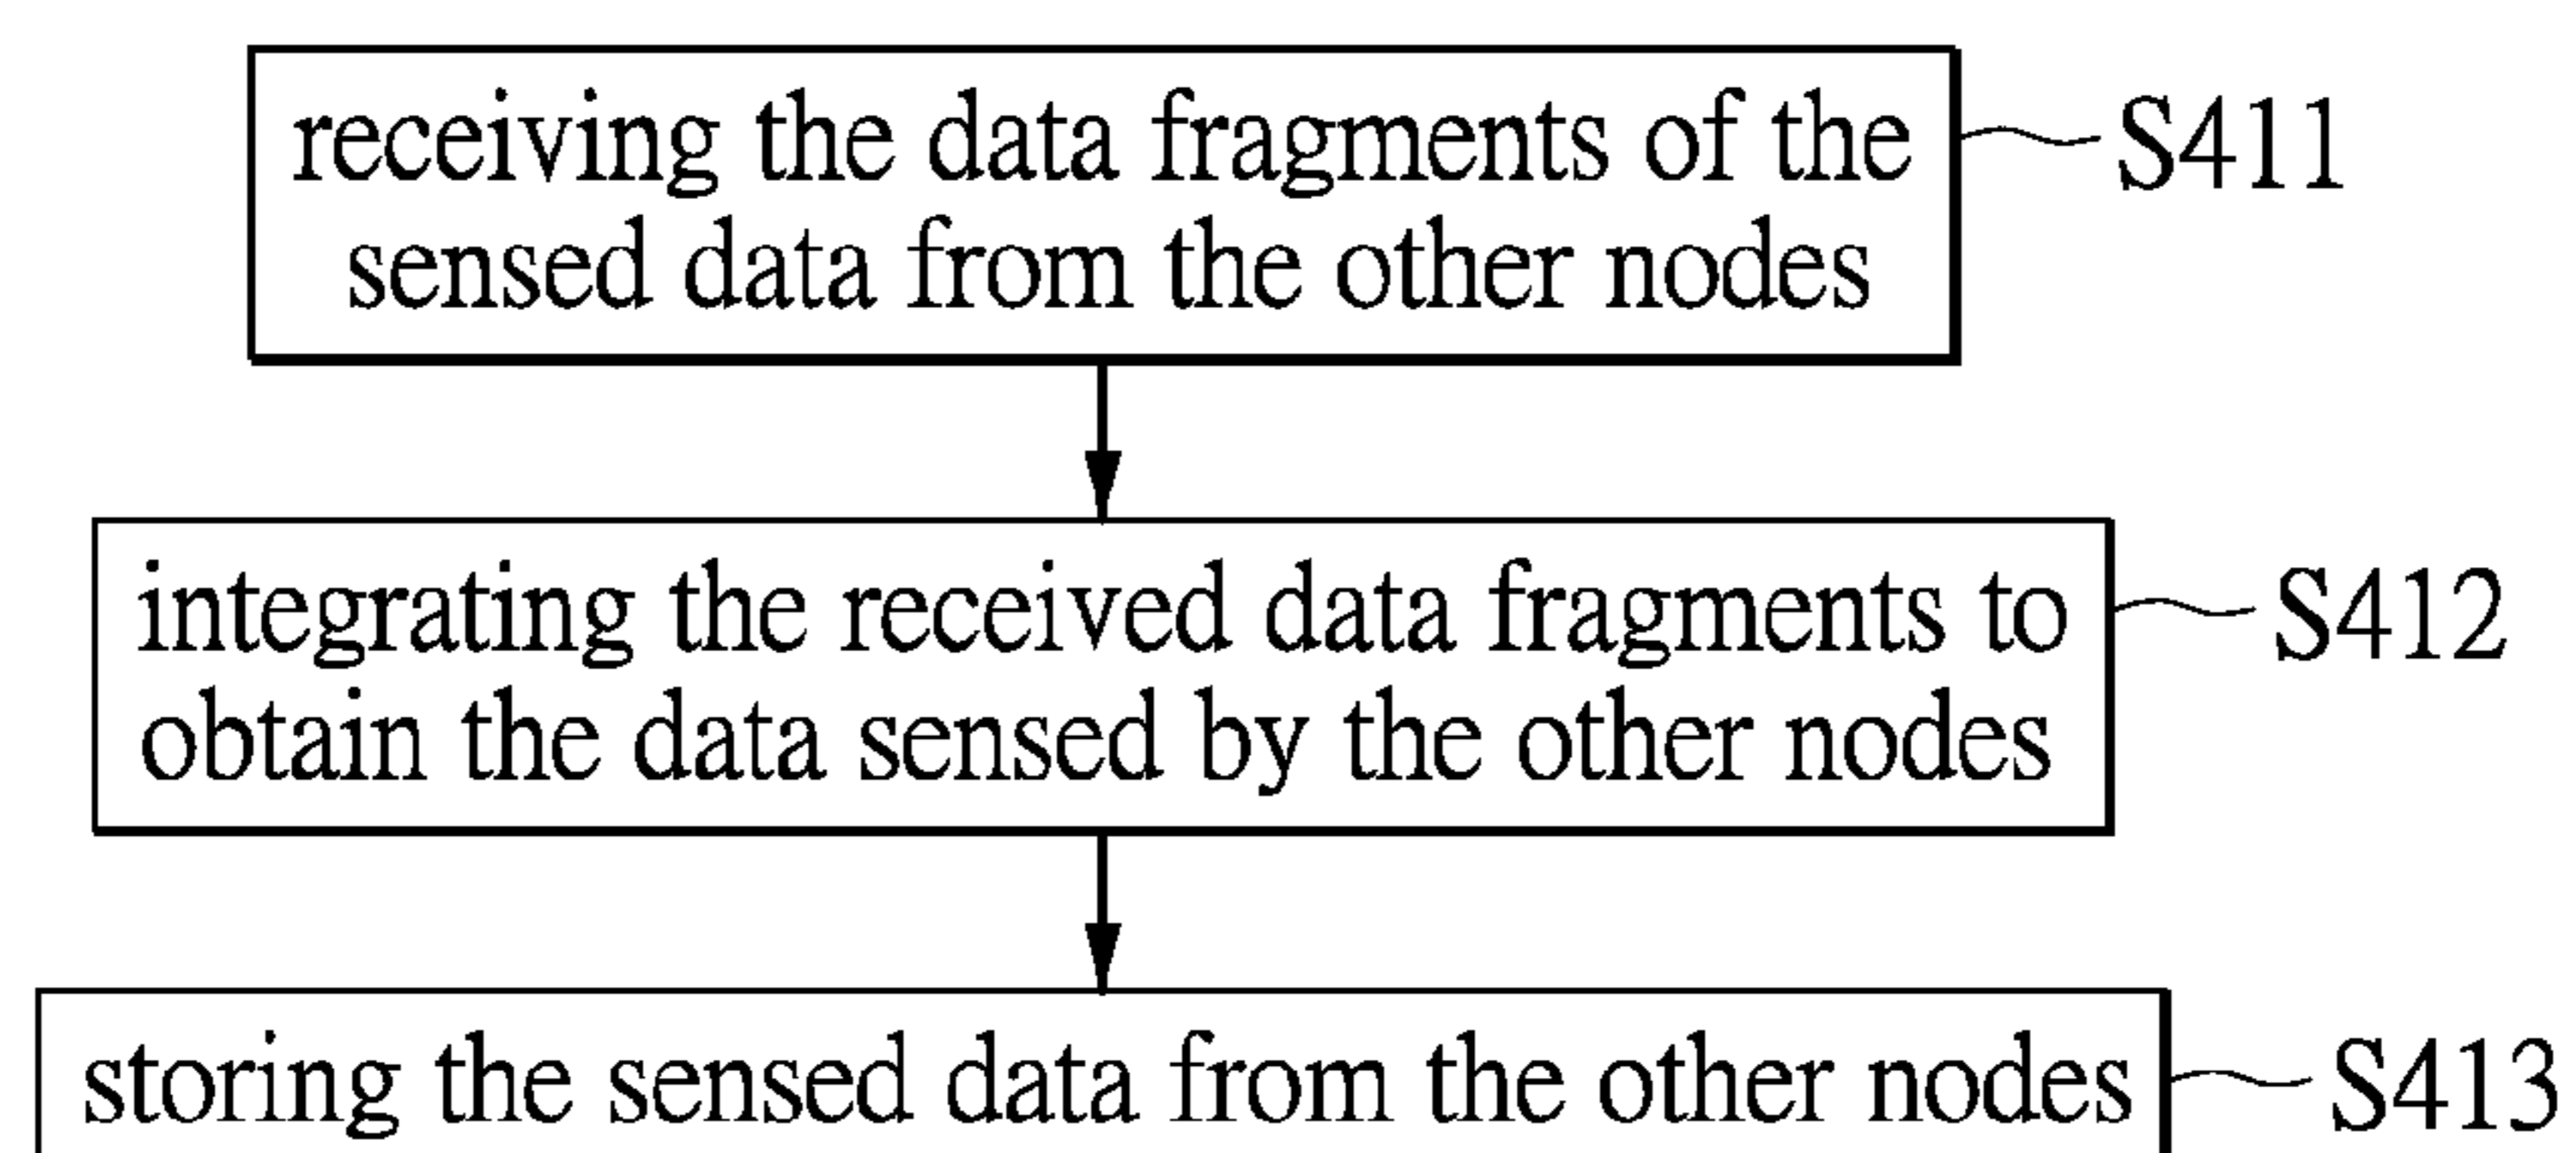 receiving the data fragments of the
sensed data from the other nodes
S411
integrating the received data fragments to
obtain the data sensed by the other nodes
S412
storing the sensed data from the other nodes
S413